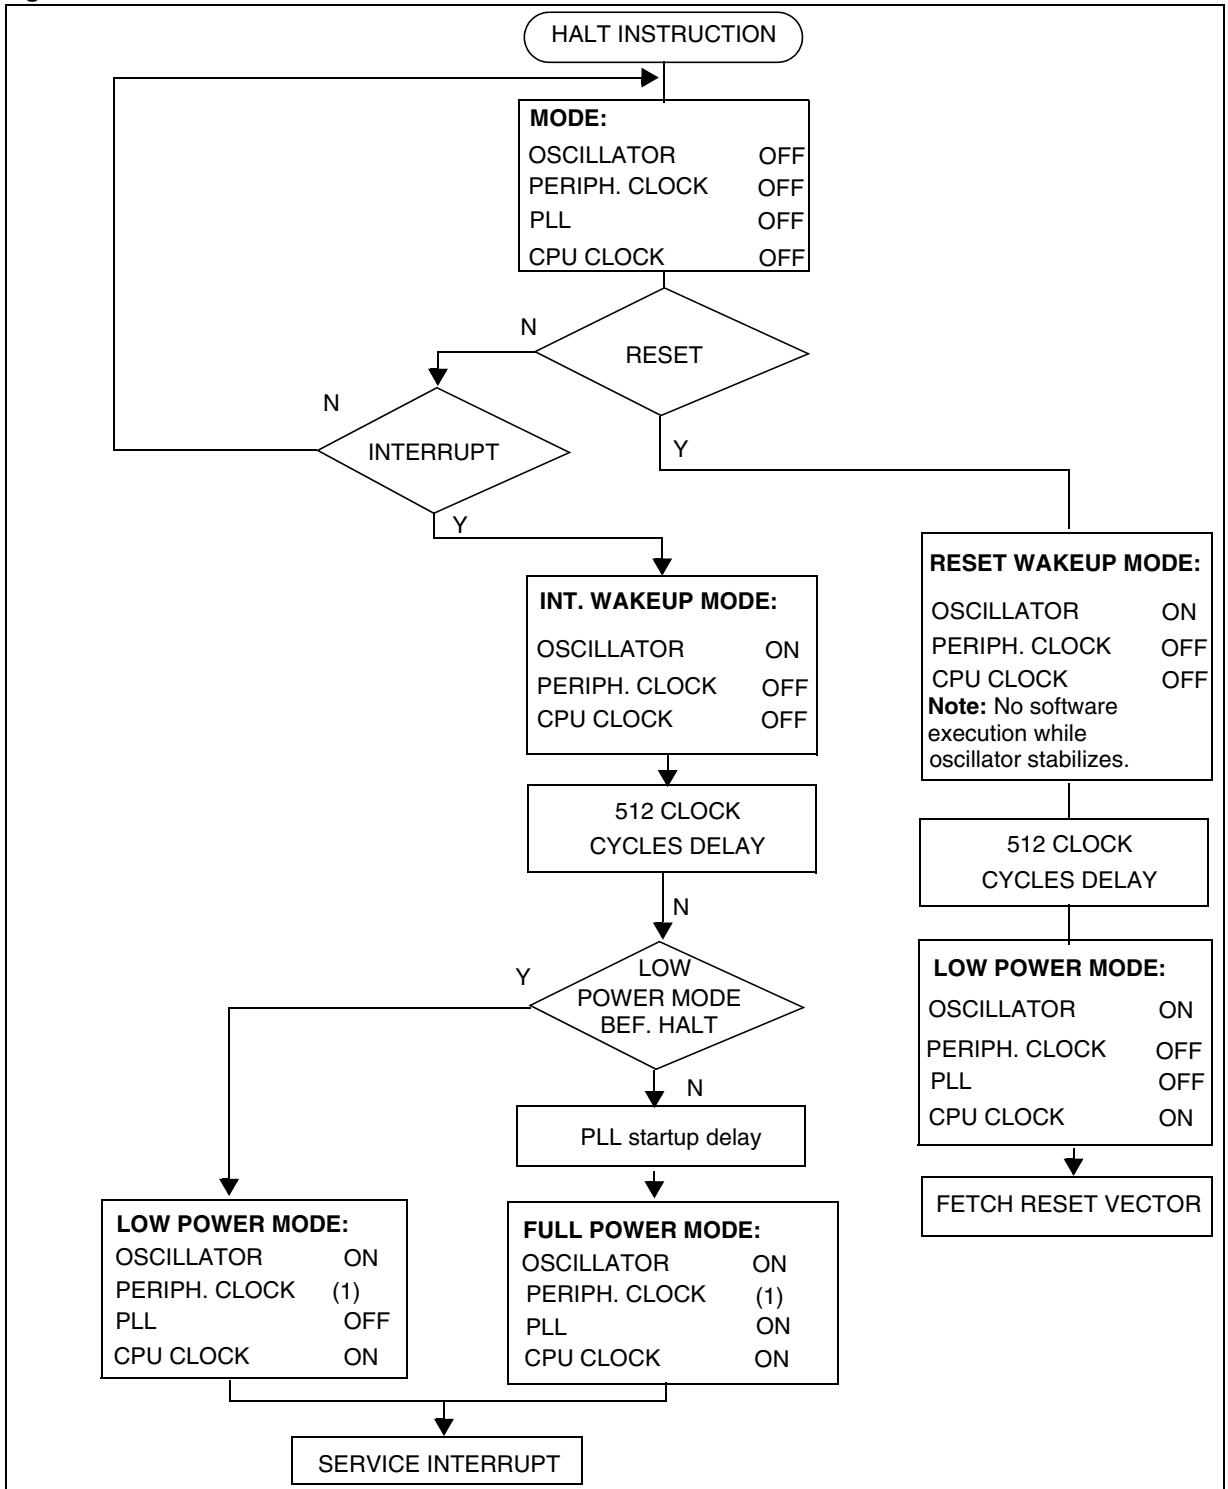 HALT INSTRUCTION
MODE:
OSCILLATOR OFF
PERIPH. CLOCK OFF
PLL OFF
CPU CLOCK OFF
N
RESET
N
INTERRUPT
Y
Y
RESET WAKEUP MODE:
OSCILLATOR ON
PERIPH. CLOCK OFF
CPU CLOCK OFF
Note: No software
execution while
oscillator stabilizes.
INT. WAKEUP MODE:
OSCILLATOR ON
PERIPH. CLOCK OFF
CPU CLOCK OFF
512 CLOCK
CYCLES DELAY
512 CLOCK
CYCLES DELAY
N
LOW
POWER MODE
BEF. HALT
Y
N
LOW POWER MODE:
OSCILLATOR ON
PERIPH. CLOCK OFF
PLL OFF
CPU CLOCK ON
PLL startup delay
FETCH RESET VECTOR
LOW POWER MODE:
OSCILLATOR ON
PERIPH. CLOCK (1)
PLL OFF
CPU CLOCK ON
FULL POWER MODE:
OSCILLATOR ON
PERIPH. CLOCK (1)
PLL ON
CPU CLOCK ON
SERVICE INTERRUPT